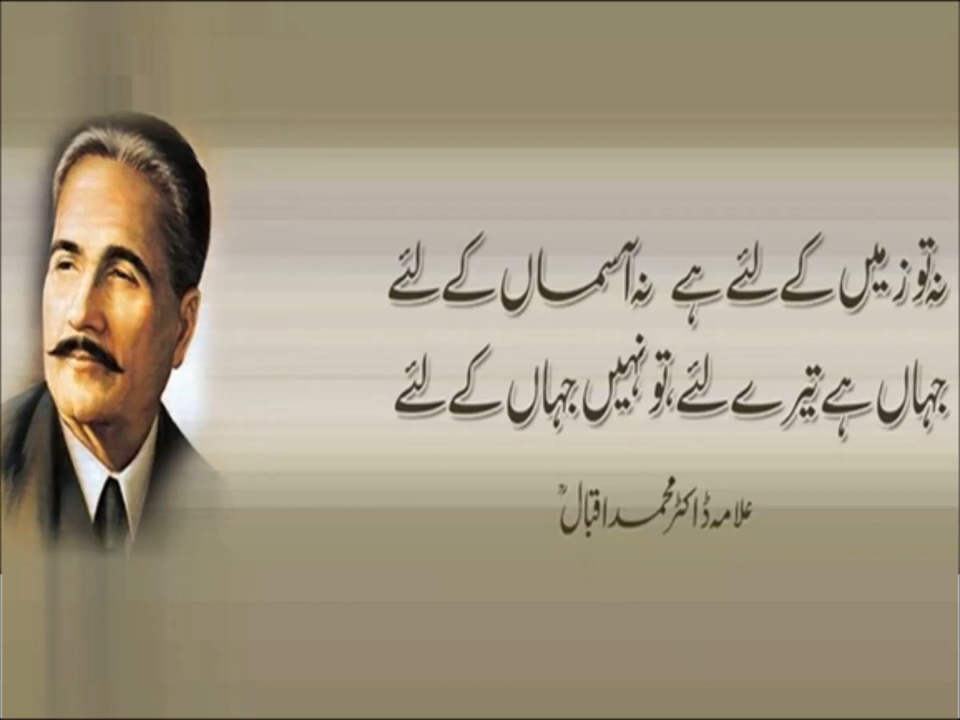 نہ تو زمیں کے لئے ہے نہ آسماں کے لئے
جہاں ہے تیرے لئے، تو نہیں جہاں کے لئے
علامہ ڈاکٹر محمد اقبالؒ